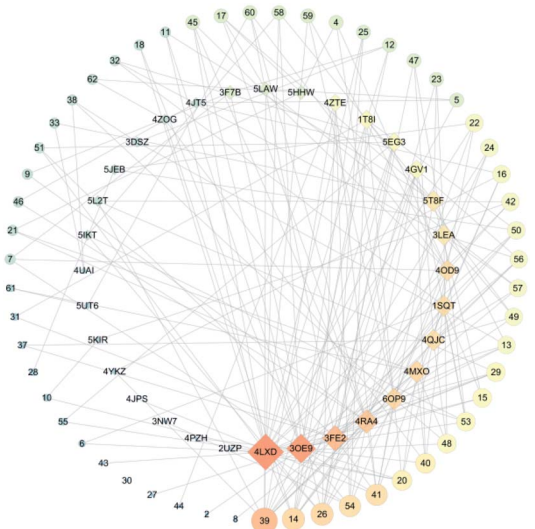 58
60
59
17
4
45
25
11
12
18
47
32
23
62
5
38
22
33
24
51
16
9
42
46
50
21
56
7
57
61
49
31
13
37
29
28
15
10
53
55
48
6
40
43
20
30
41
27
54
44
26
2
14
8
39
5LAW
5HHW
3F7B
4ZTE
4JT5
1T8I
4ZOG
5EG3
3DSZ
4GV1
5JEB
5T8F
5L2T
3LEA
5IKT
4OD9
4UAI
1SQT
5UT6
4QJC
5KIR
4MXO
4YKZ
6OP9
4JPS
4RA4
3NW7
3FE2
4PZH
3OE9
2UZP
4LXD